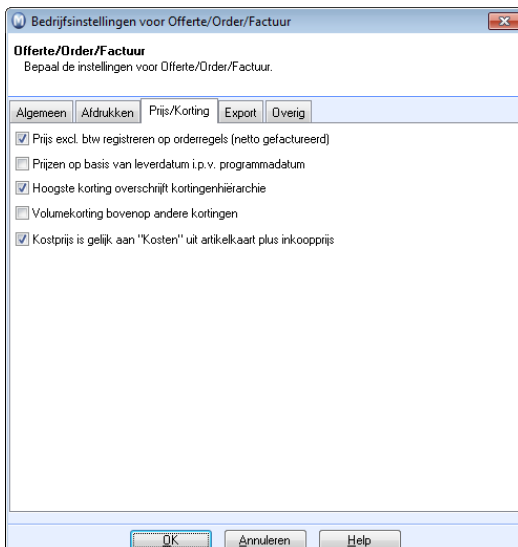 Bedrijfsinstellingen voor Offerte/Order/Factuur
Offerte/Order/Factuur
Bepaal de instellingen voor Offerte/Order/Factuur.
Algemeen Afdrukken Prijs/Korting Export Overig
Prijs excl. btw registreren op orderregels (netto gefactureerd)
Prijzen op basis van leverdatum i.p.v. programmadatum
Hoogste korting overschrijft kortingenhiërarchie
Volumekorting bovenop andere kortingen
Kostprijs is gelijk aan "Kosten" uit artikelkaart plus inkoopprijs
OK Annuleren Help